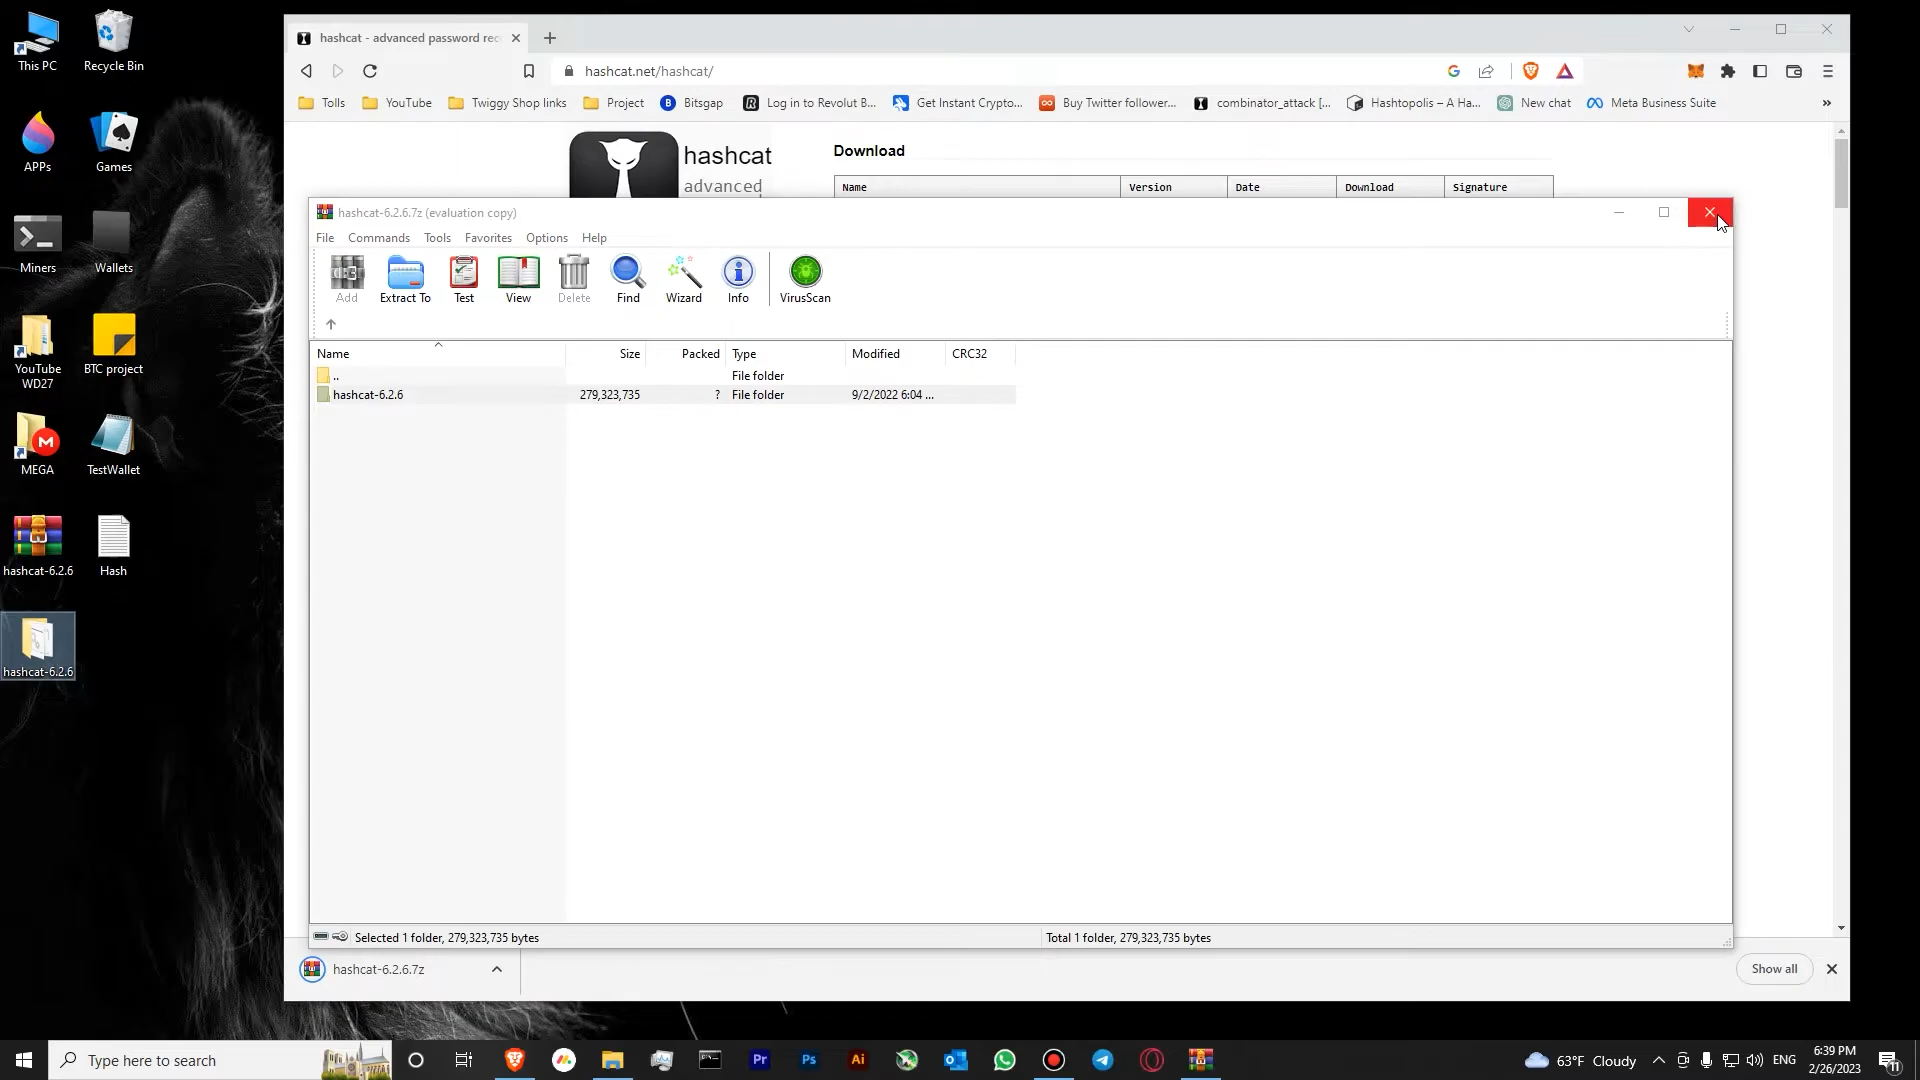 This PC
Recycle Bin
APPs
Games
Miners
Wallets
YouTube
WD27
BTC project
MEGA
TestWallet
hashcat-6.2.6
Hash
hashcat-6.2.6
hashcat - advanced password rec
hashcat.net/hashcat/
Tolls
YouTube
Twiggy Shop links
Project
Bitsgap
Log in to Revolut B...
Get Instant Crypto...
Buy Twitter follower...
combinator_attack [...
Hashtopolis – A Ha...
New chat
Meta Business Suite
»
hashcat
advanced
Download
Name Version Date Download Signature
hashcat-6.2.6.7z (evaluation copy)
File Commands Tools Favorites Options Help
Add Extract To Test View Delete Find Wizard Info VirusScan
Name Size Packed Type Modified CRC32
.. File folder
hashcat-6.2.6 279,323,735 ? File folder 9/2/2022 6:04 ...
Selected 1 folder, 279,323,735 bytes
Total 1 folder, 279,323,735 bytes
hashcat-6.2.6.7z
Show all
Type here to search
Pr
Ps
Ai
63°F Cloudy
ENG
6:39 PM
2/26/2023
11